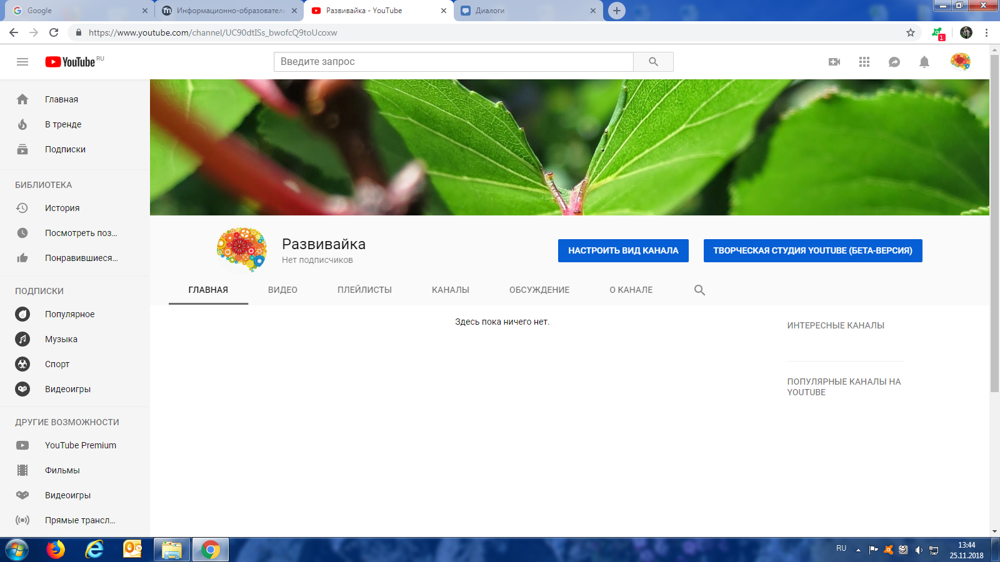 Google
Информационно-образователь
Развивайка - YouTube
Диалоги
https://www.youtube.com/channel/UC90dtISs_bwofcQ9toUcoxw
1
YouTube RU
Введите запрос
Главная
В тренде
Подписки
БИБЛИОТЕКА
История
Посмотреть поз...
Понравившиеся...
ПОДПИСКИ
Популярное
Музыка
Спорт
Видеоигры
ДРУГИЕ ВОЗМОЖНОСТИ
YouTube Premium
Фильмы
Видеоигры
Прямые трансл...
Развивайка
Нет подписчиков
НАСТРОИТЬ ВИД КАНАЛА
ТВОРЧЕСКАЯ СТУДИЯ YOUTUBE (БЕТА-ВЕРСИЯ)
ГЛАВНАЯ
ВИДЕО
ПЛЕЙЛИСТЫ
КАНАЛЫ
ОБСУЖДЕНИЕ
О КАНАЛЕ
Здесь пока ничего нет.
ИНТЕРЕСНЫЕ КАНАЛЫ
ПОПУЛЯРНЫЕ КАНАЛЫ НА
YOUTUBE
RU
13:44
25.11.2018